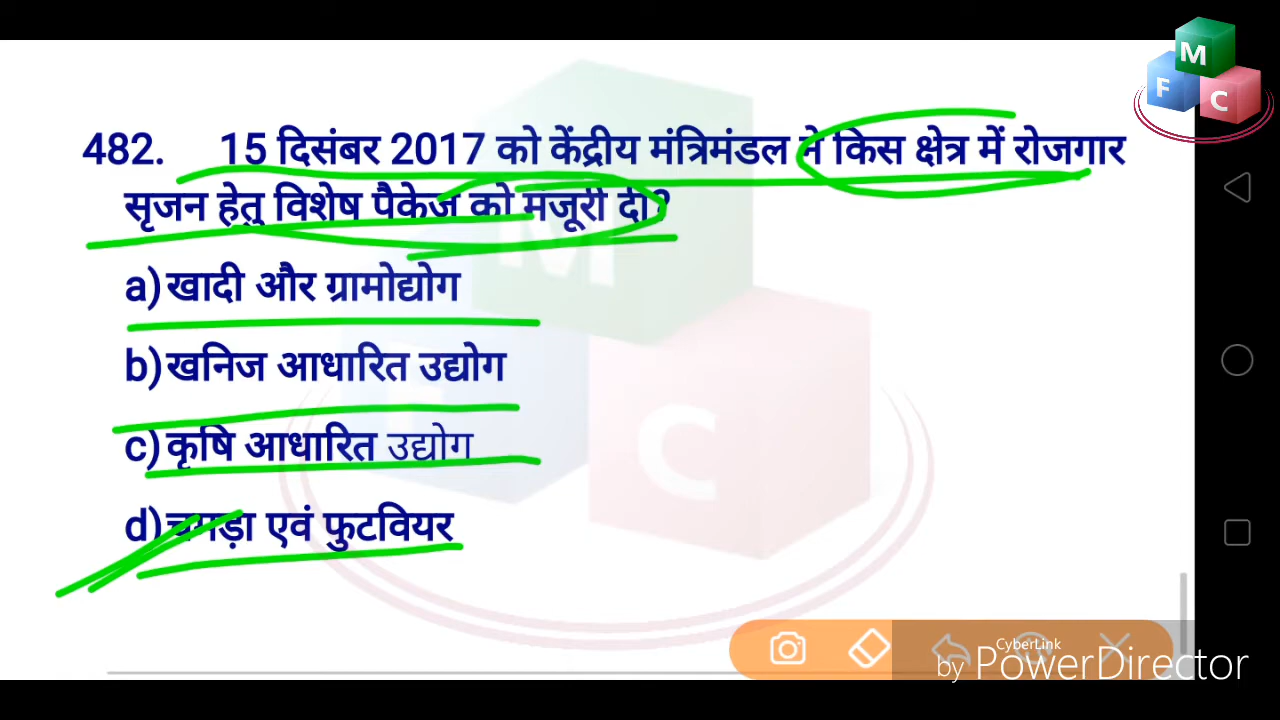 M
F
C
482. 15 दिसंबर 2017 को केंद्रीय मंत्रिमंडल ने किस क्षेत्र में रोजगार
सृजन हेतु विशेष पैकेज को मंजूरी दी?
a) खादी और ग्रामोद्योग
b) खनिज आधारित उद्योग
c) कृषि आधारित उद्योग
d) चमड़ा एवं फुटवियर
M
F
C
CyberLink
by PowerDirector